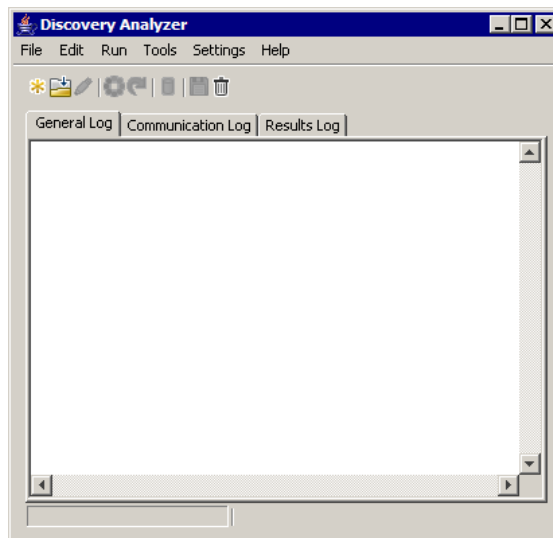 Discovery Analyzer
File Edit Run Tools Settings Help
General Log Communication Log Results Log